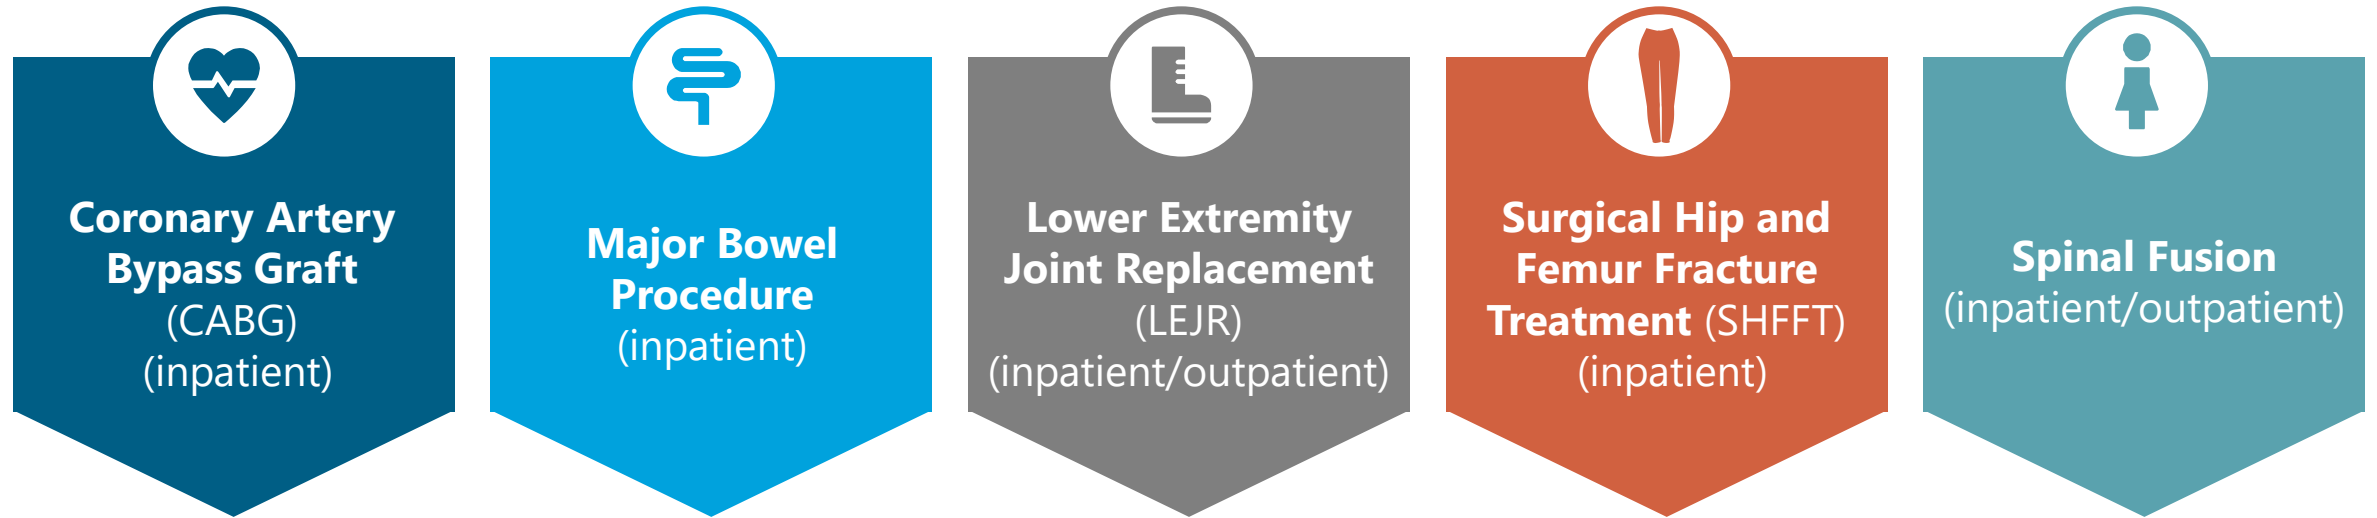 Coronary Artery
Bypass Graft
(CABG)
(inpatient)
Major Bowel
Procedure
(inpatient)
Lower Extremity
Joint Replacement
(LEJR)
(inpatient/outpatient)
Surgical Hip and
Femur Fracture
Treatment (SHFFT)
(inpatient)
Spinal Fusion
(inpatient/outpatient)